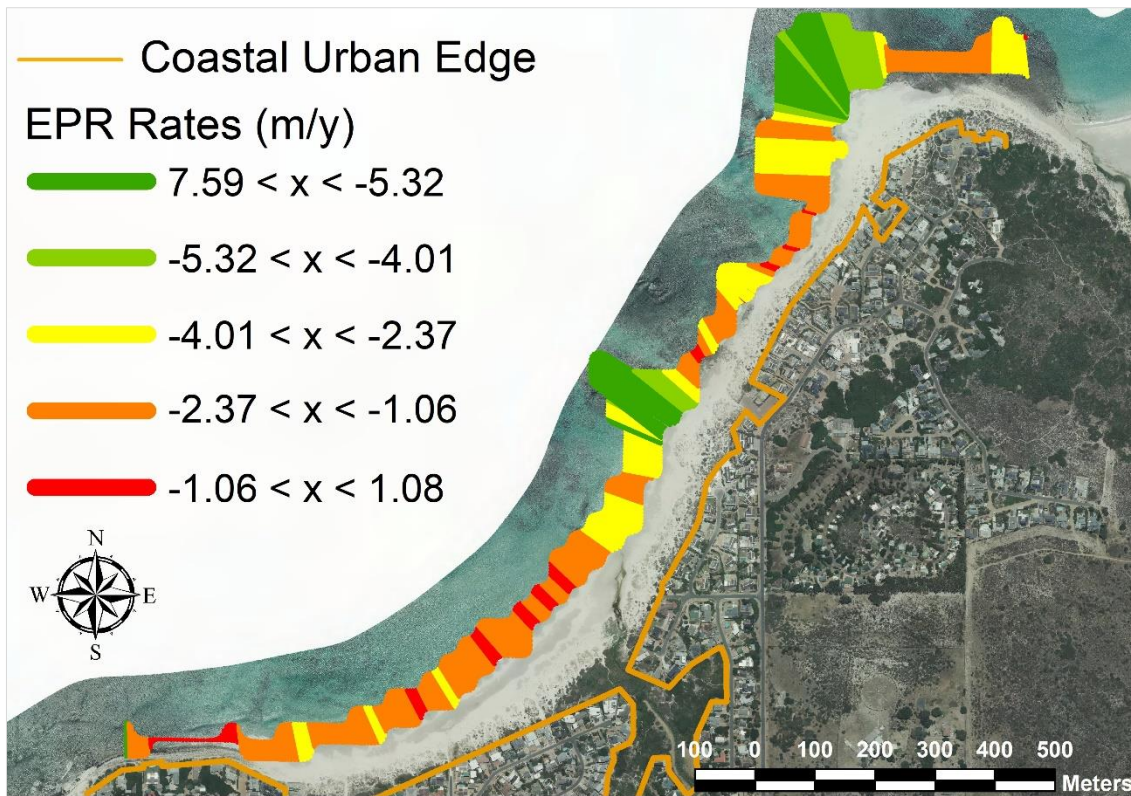 Coastal Urban Edge
EPR Rates (m/y)
7.59 < x < -5.32
-5.32 < x < -4.01
-4.01 < x < -2.37
-2.37 < x < -1.06
-1.06 < x < 1.08
N
W E
S
100 0 100 200 300 400 500
Meters